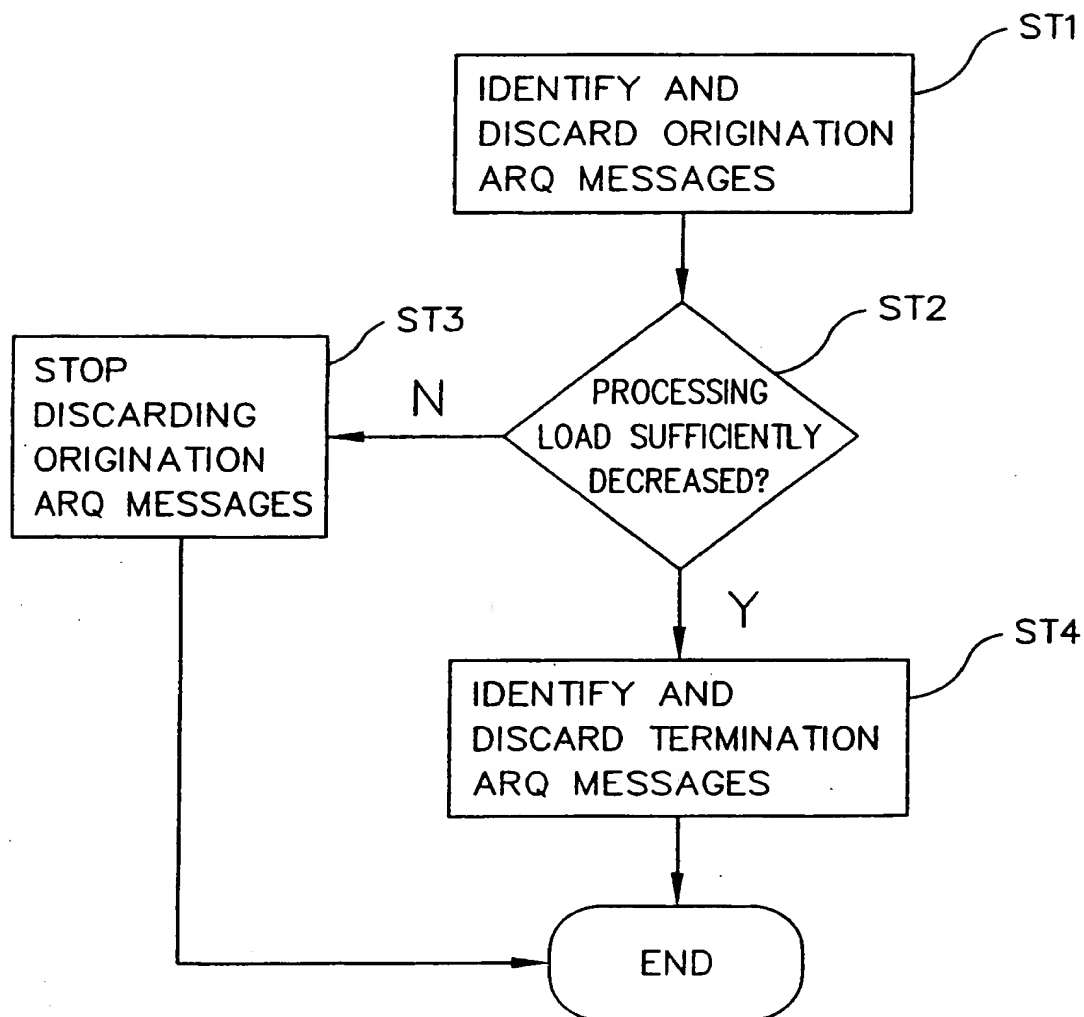 ST1
IDENTIFY AND
DISCARD ORIGINATION
ARQ MESSAGES
ST2
PROCESSING
LOAD SUFFICIENTLY
DECREASED?
N
ST3
STOP
DISCARDING
ORIGINATION
ARQ MESSAGES
Y
ST4
IDENTIFY AND
DISCARD TERMINATION
ARQ MESSAGES
END